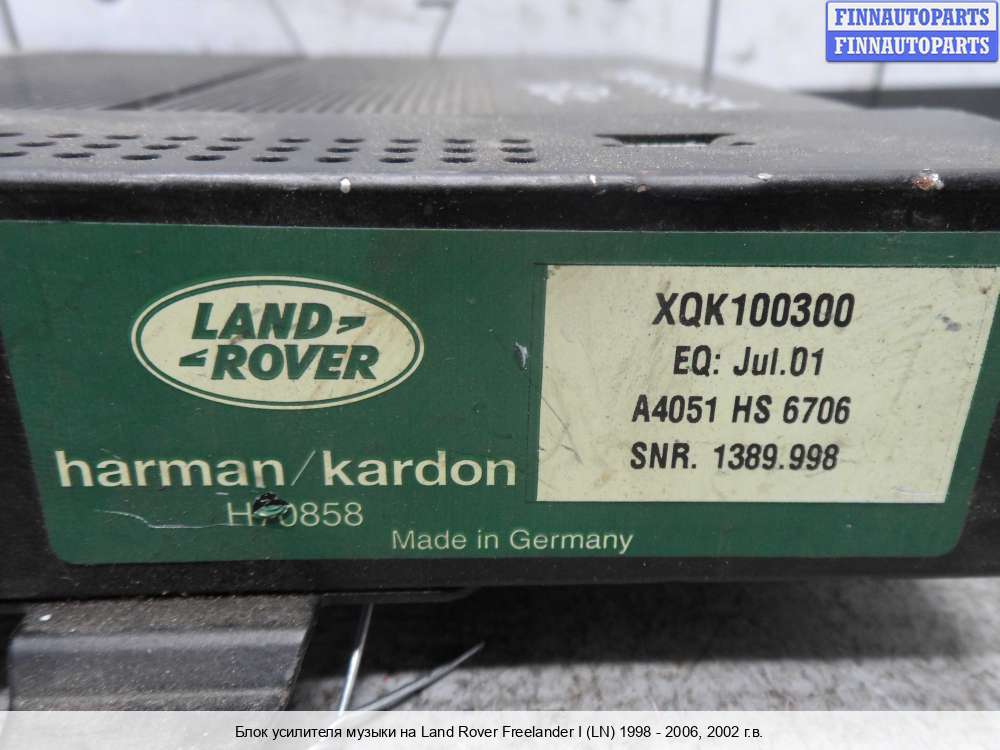 FINNAUTOPARTS
FINNAUTOPARTS
LAND
ROVER
harman/kardon
Made in Germany
XQK100300
EQ: Jul.01
A4051 HS 6706
SNR. 1389.998
Блок усилителя музыки на Land Rover Freelander I (LN) 1998 - 2006, 2002 г.в.